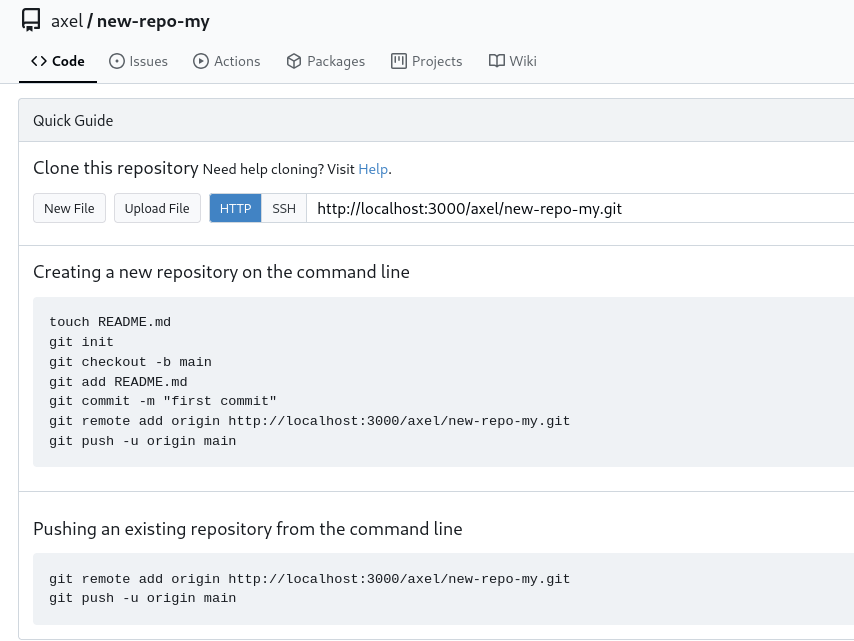 axel / new-repo-my
Code Issues Actions Packages Projects Wiki
Quick Guide
Clone this repository Need help cloning? Visit Help.
New File Upload File HTTP SSH http://localhost:3000/axel/new-repo-my.git
Creating a new repository on the command line
touch README.md
git init
git checkout -b main
git add README.md
git commit -m "first commit"
git remote add origin http://localhost:3000/axel/new-repo-my.git
git push -u origin main
Pushing an existing repository from the command line
git remote add origin http://localhost:3000/axel/new-repo-my.git
git push -u origin main